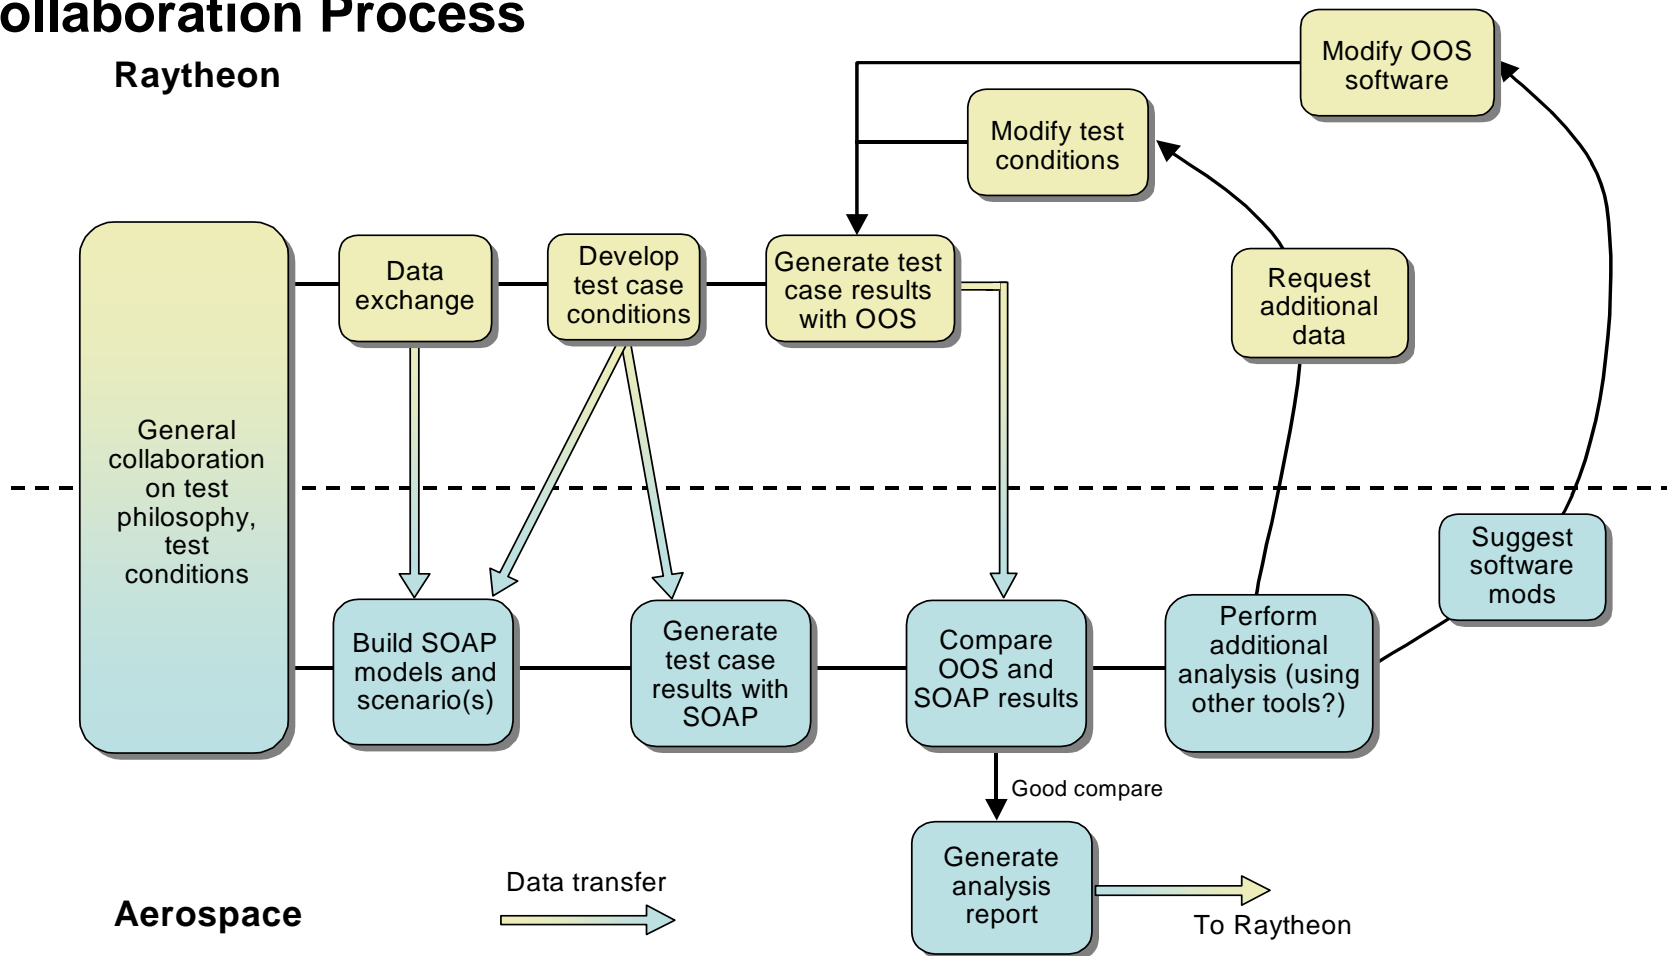 ollaboration Process
Raytheon
Modify OOS
software
Modify test
conditions
Data
exchange
Develop
test case
conditions
Generate test
case results
with OOS
Request
additional
data
General
collaboration
on test
philosophy,
test
conditions
Suggest
software
mods
Build SOAP
models and
scenario(s)
Generate
test case
results with
SOAP
Compare
OOS and
SOAP results
Perform
additional
analysis (using
other tools?)
Good compare
Generate
analysis
report
Data transfer
Aerospace
To Raytheon